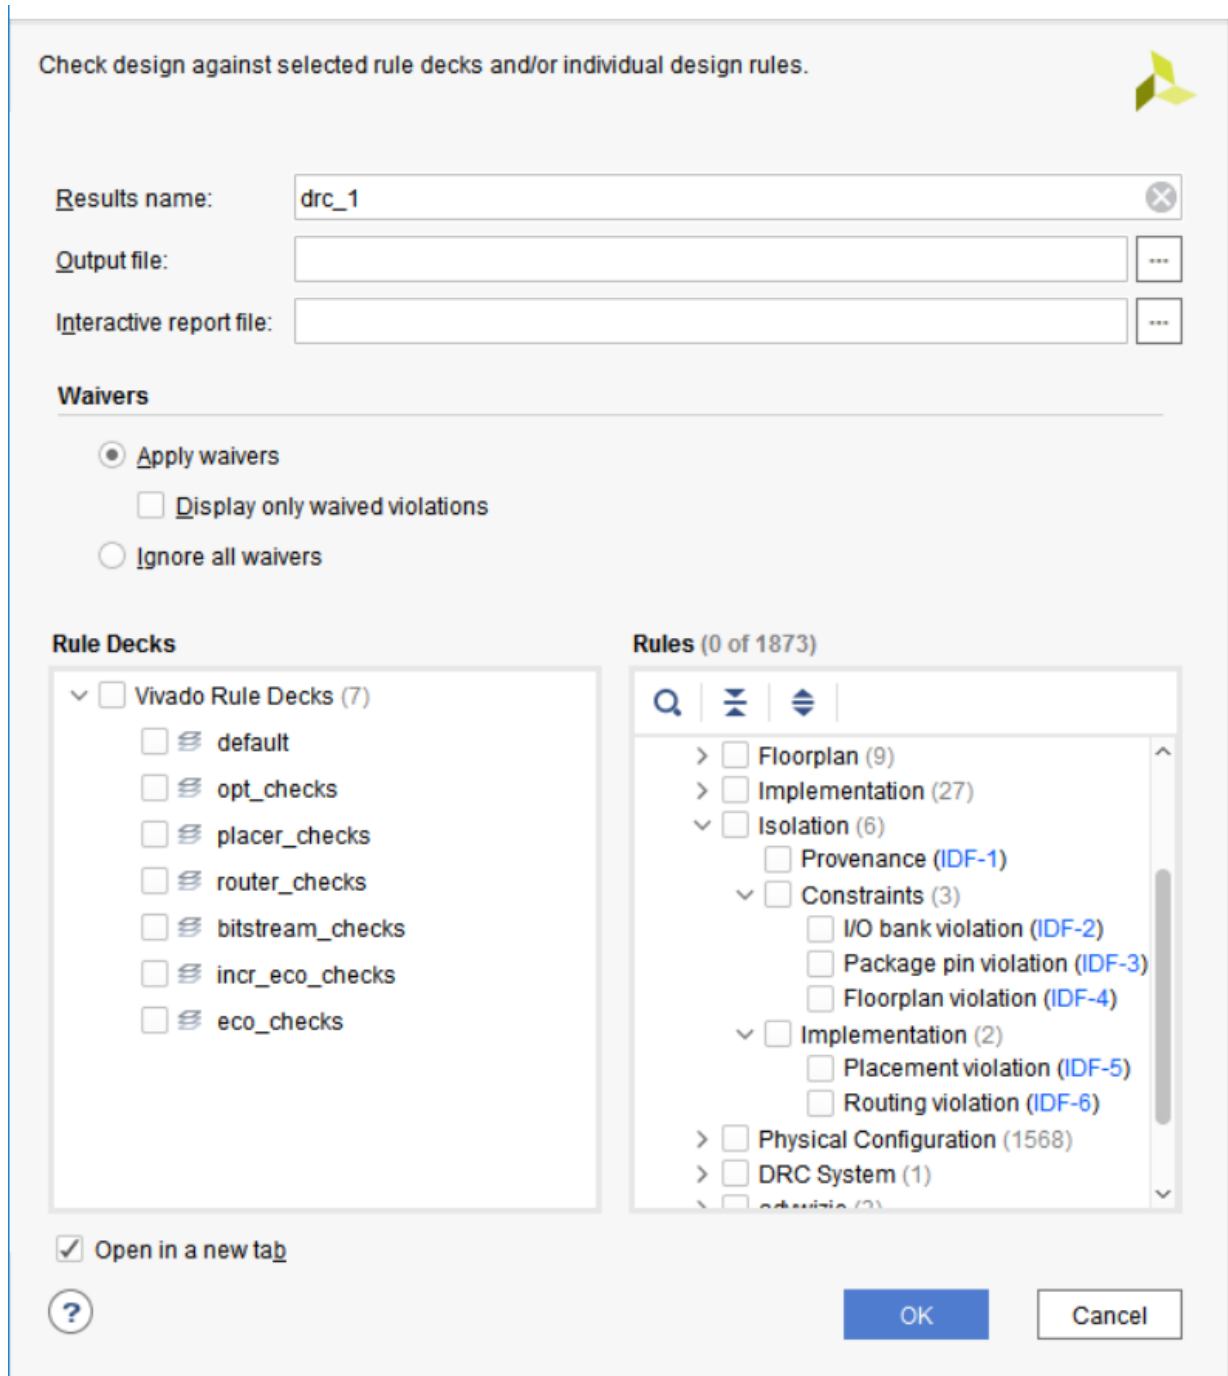 Check design against selected rule decks and/or individual design rules.
Results name: drc_1
Output file: ...
Interactive report file: ...
Waivers
Apply waivers
Display only waived violations
Ignore all waivers
Rule Decks
Vivado Rule Decks (7)
default
opt_checks
placer_checks
router_checks
bitstream_checks
incr_eco_checks
eco_checks
Rules (0 of 1873)
Floorplan (9)
Implementation (27)
Isolation (6)
Provenance (IDF-1)
Constraints (3)
I/O bank violation (IDF-2)
Package pin violation (IDF-3)
Floorplan violation (IDF-4)
Implementation (2)
Placement violation (IDF-5)
Routing violation (IDF-6)
Physical Configuration (1568)
DRC System (1)
Open in a new tab
?
OK
Cancel